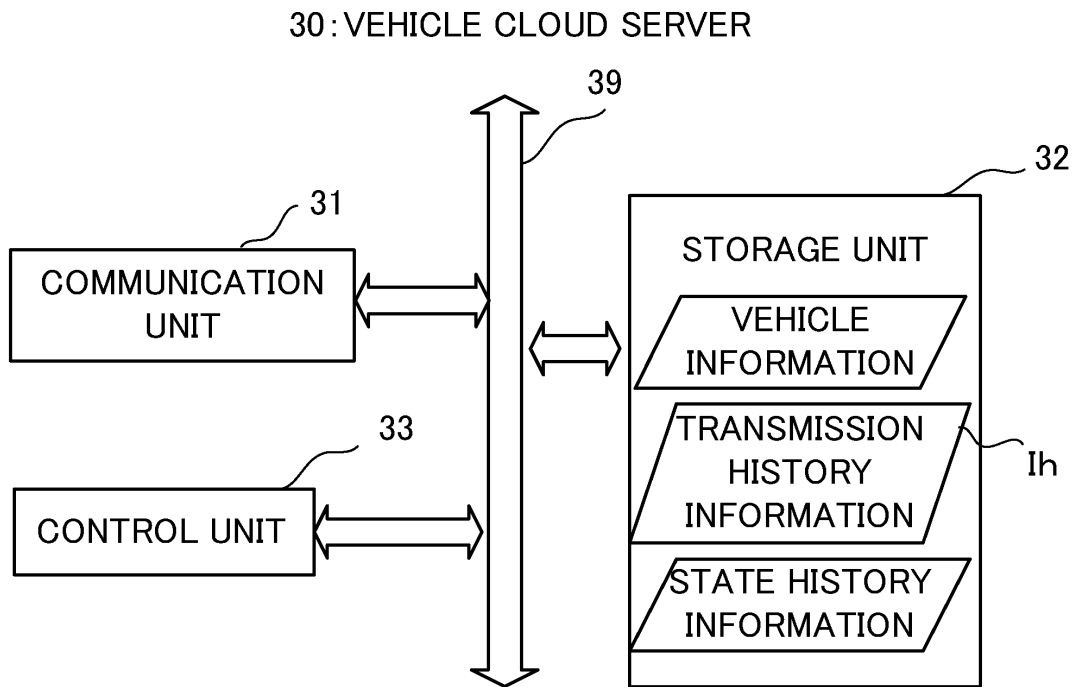 30:VEHICLE CLOUD SERVER
39
32
31
STORAGE UNIT
COMMUNICATION
UNIT
VEHICLE
INFORMATION
33
TRANSMISSION
HISTORY
INFORMATION
Ih
CONTROL UNIT
STATE HISTORY
INFORMATION